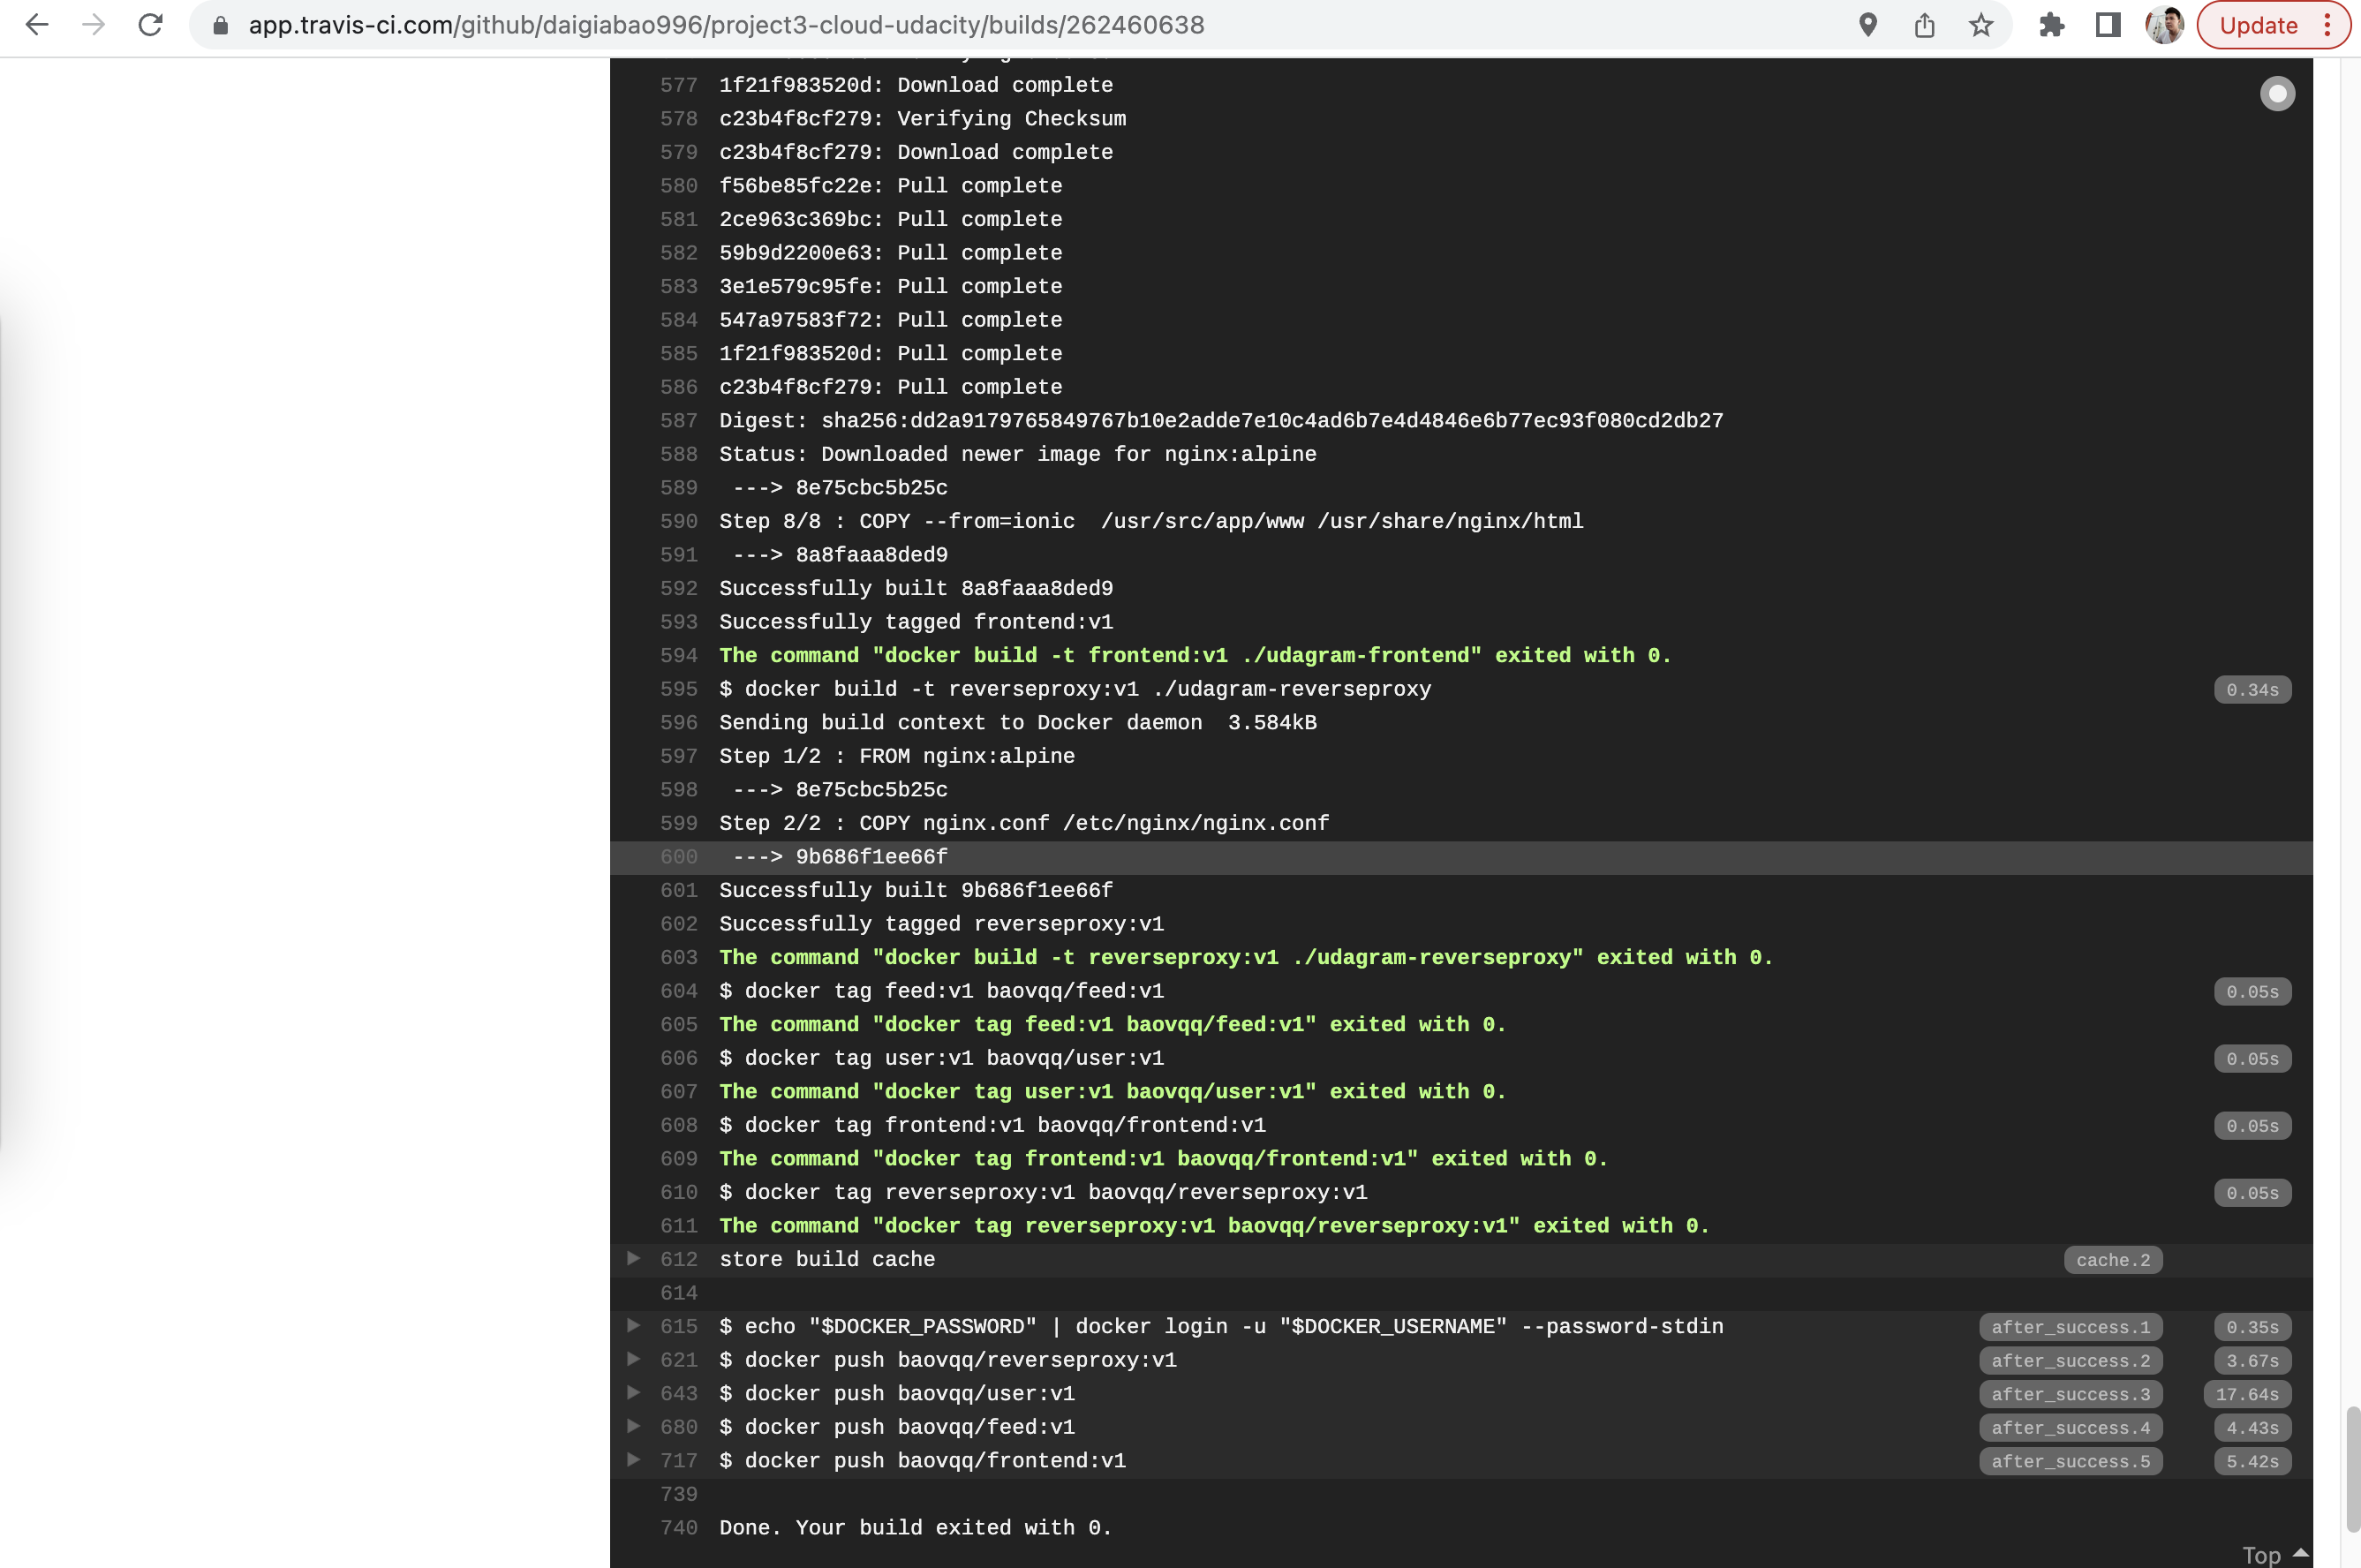 app.travis-ci.com/github/daigiabao996/project3-cloud-udacity/builds/262460638
Update
577 1f21f983520d: Download complete
578 c23b4f8cf279: Verifying Checksum
579 c23b4f8cf279: Download complete
580 f56be85fc22e: Pull complete
581 2ce963c369bc: Pull complete
582 59b9d2200e63: Pull complete
583 3e1e579c95fe: Pull complete
584 547a97583f72: Pull complete
585 1f21f983520d: Pull complete
586 c23b4f8cf279: Pull complete
587 Digest: sha256:dd2a9179765849767b10e2adde7e10c4ad6b7e4d4846e6b77ec93f080cd2db27
588 Status: Downloaded newer image for nginx:alpine
589 ---> 8e75cbc5b25c
590 Step 8/8 : COPY --from=ionic  /usr/src/app/www /usr/share/nginx/html
591 ---> 8a8faaa8ded9
592 Successfully built 8a8faaa8ded9
593 Successfully tagged frontend:v1
594 The command "docker build -t frontend:v1 ./udagram-frontend" exited with 0.
595 $ docker build -t reverseproxy:v1 ./udagram-reverseproxy 0.34s
596 Sending build context to Docker daemon  3.584kB
597 Step 1/2 : FROM nginx:alpine
598 ---> 8e75cbc5b25c
599 Step 2/2 : COPY nginx.conf /etc/nginx/nginx.conf
600 ---> 9b686f1ee66f
601 Successfully built 9b686f1ee66f
602 Successfully tagged reverseproxy:v1
603 The command "docker build -t reverseproxy:v1 ./udagram-reverseproxy" exited with 0.
604 $ docker tag feed:v1 baovqq/feed:v1 0.05s
605 The command "docker tag feed:v1 baovqq/feed:v1" exited with 0.
606 $ docker tag user:v1 baovqq/user:v1 0.05s
607 The command "docker tag user:v1 baovqq/user:v1" exited with 0.
608 $ docker tag frontend:v1 baovqq/frontend:v1 0.05s
609 The command "docker tag frontend:v1 baovqq/frontend:v1" exited with 0.
610 $ docker tag reverseproxy:v1 baovqq/reverseproxy:v1 0.05s
611 The command "docker tag reverseproxy:v1 baovqq/reverseproxy:v1" exited with 0.
612 store build cache cache.2
614
615 $ echo "$DOCKER_PASSWORD" | docker login -u "$DOCKER_USERNAME" --password-stdin after_success.1 0.35s
621 $ docker push baovqq/reverseproxy:v1 after_success.2 3.67s
643 $ docker push baovqq/user:v1 after_success.3 17.64s
680 $ docker push baovqq/feed:v1 after_success.4 4.43s
717 $ docker push baovqq/frontend:v1 after_success.5 5.42s
739
740 Done. Your build exited with 0.
Top